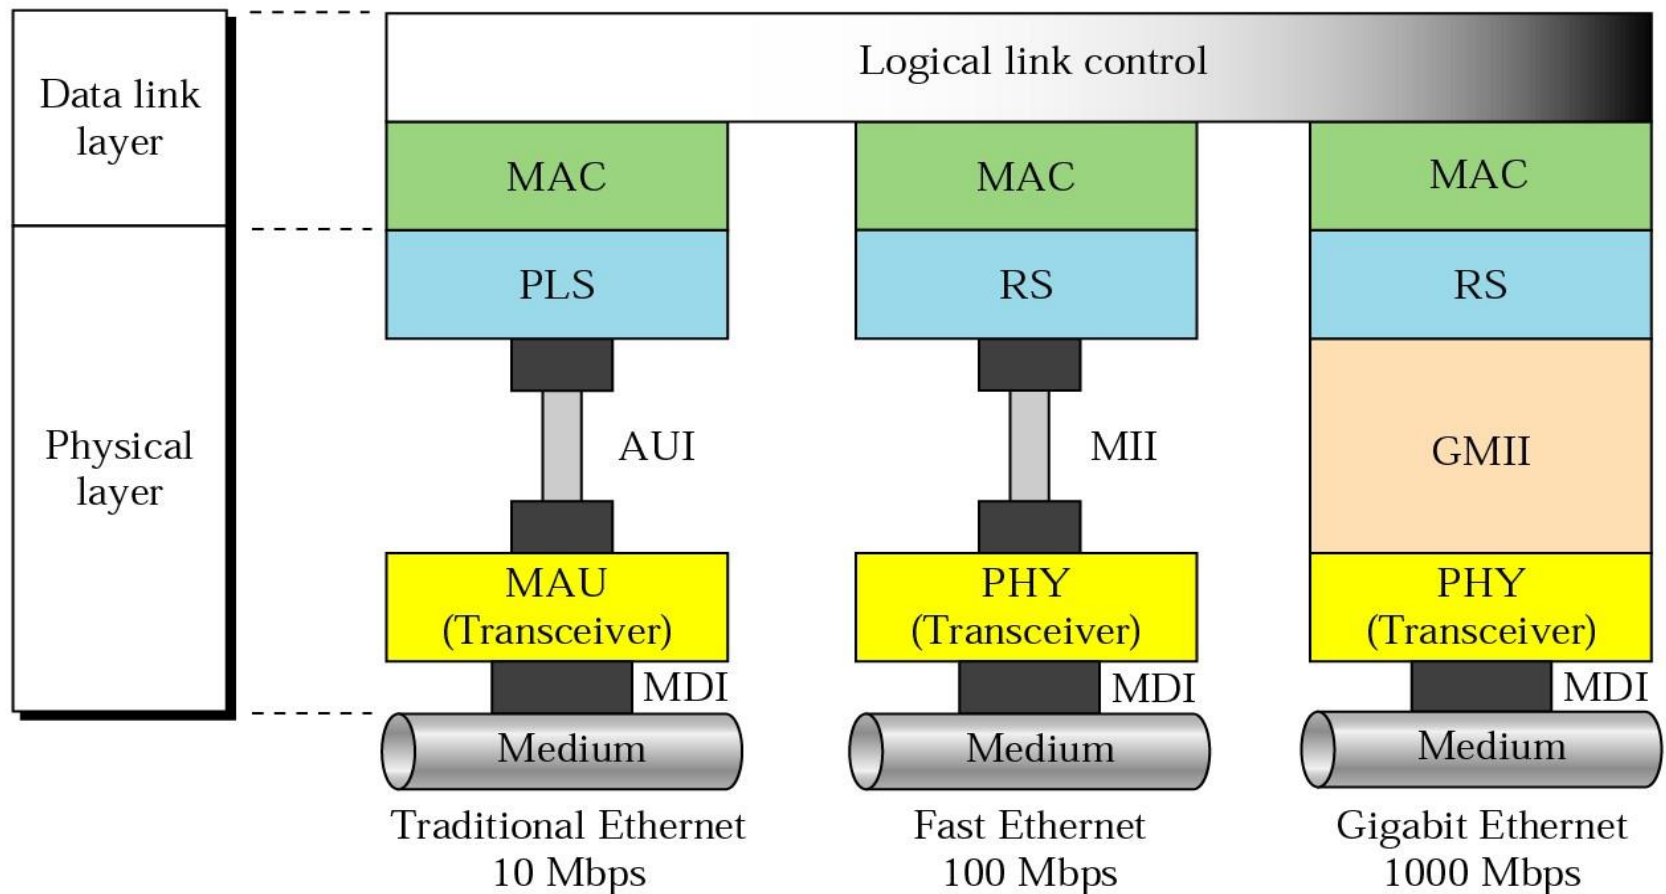 Data link
layer
Physical
layer
Logical link control
MAC
MAC
MAC
PLS
RS
RS
AUI
MII
GMII
MAU
(Transceiver)
PHY
(Transceiver)
PHY
(Transceiver)
MDI
MDI
MDI
Medium
Medium
Medium
Traditional Ethernet
10 Mbps
Fast Ethernet
100 Mbps
Gigabit Ethernet
1000 Mbps